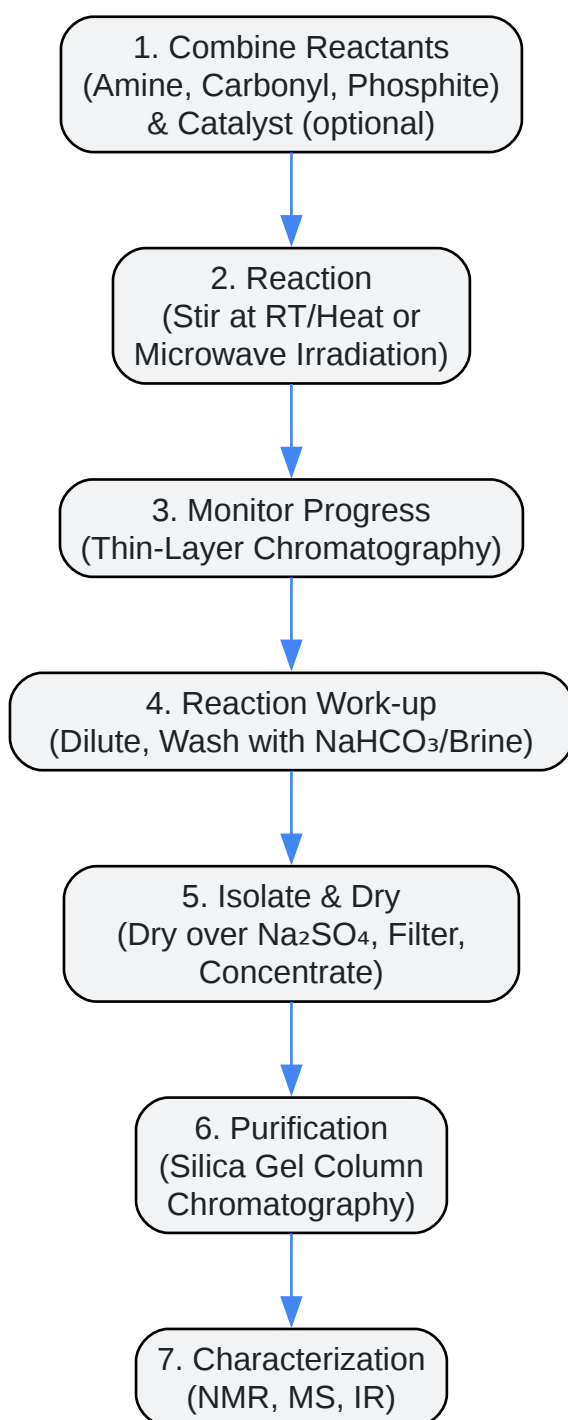 1. Combine Reactants
(Amine, Carbonyl, Phosphite)
& Catalyst (optional)
2. Reaction
(Stir at RT/Heat or
Microwave Irradiation)
3. Monitor Progress
(Thin-Layer Chromatography)
4. Reaction Work-up
(Dilute, Wash with NaHCO₃/Brine)
5. Isolate & Dry
(Dry over Na₂SO₄, Filter,
Concentrate)
6. Purification
(Silica Gel Column
Chromatography)
7. Characterization
(NMR, MS, IR)